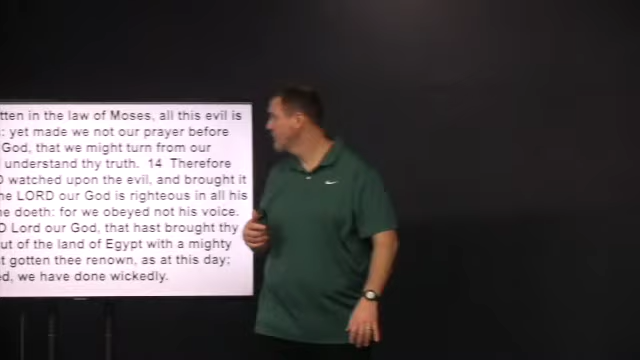 tten in the law of Moses, all this evil is
: yet made we not our prayer before
God, that we might turn from our
understand thy truth. 14 Therefore
watched upon the evil, and brought it
he LORD our God is righteous in all his
he doeth: for we obeyed not his voice.
O Lord our God, that hast brought thy
ut of the land of Egypt with a mighty
t gotten thee renown, as at this day;
ed, we have done wickedly.